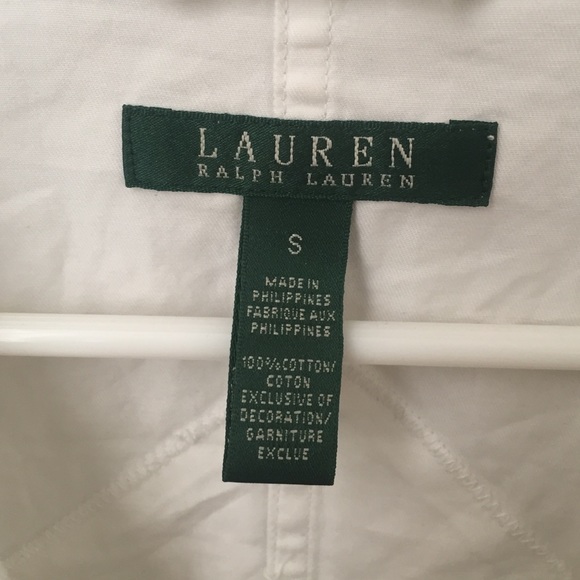 LAUREN
RALPH LAUREN
S
MADE IN
PHILIPPINES
FABRIQUE AUX
PHILIPPINES
100% COTTON/
COTON
EXCLUSIVE OF
DECORATION/
GARNITURE
EXCLUE